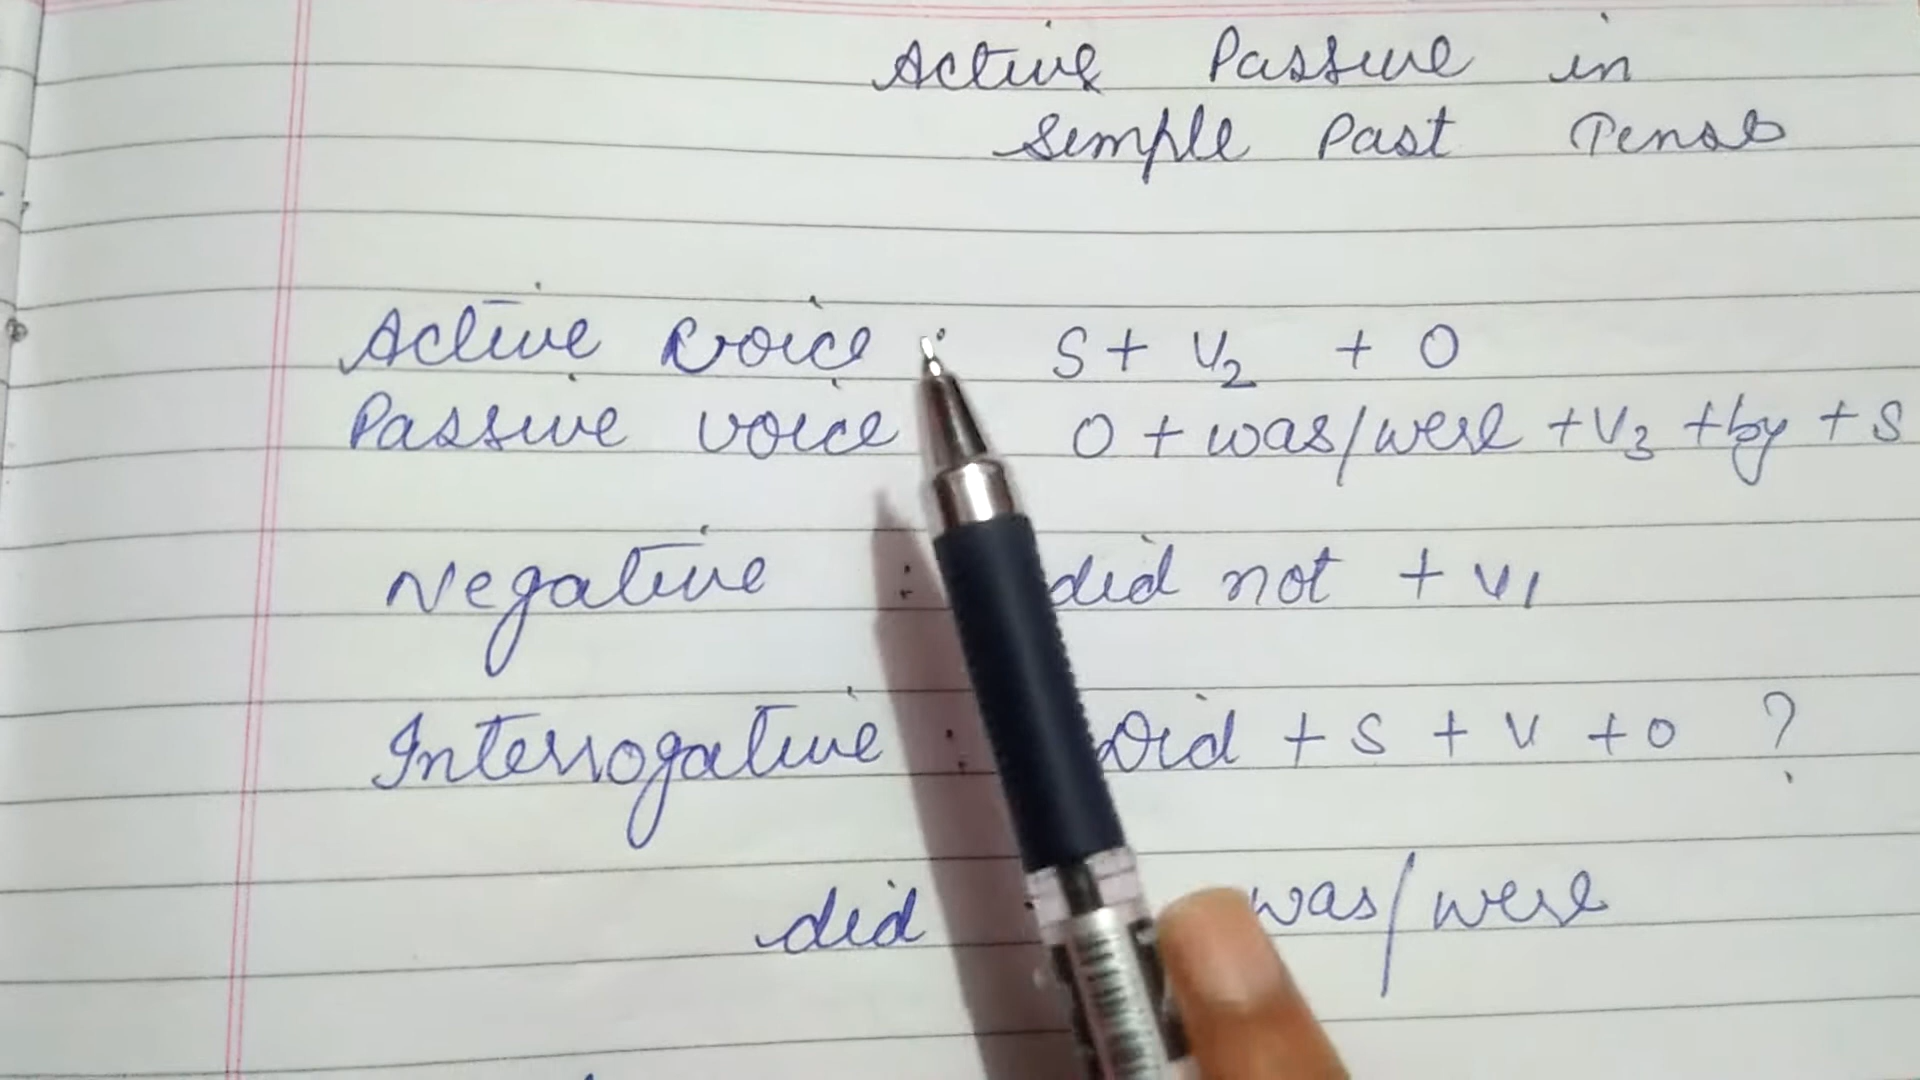 Active Passive in
Simple Past Tense
Active voice : S + V2 + O
Passive voice O + was/were + V3 + by + S
Negative : did not + V1
Interrogative : Did + S + V + O ?
did was/were